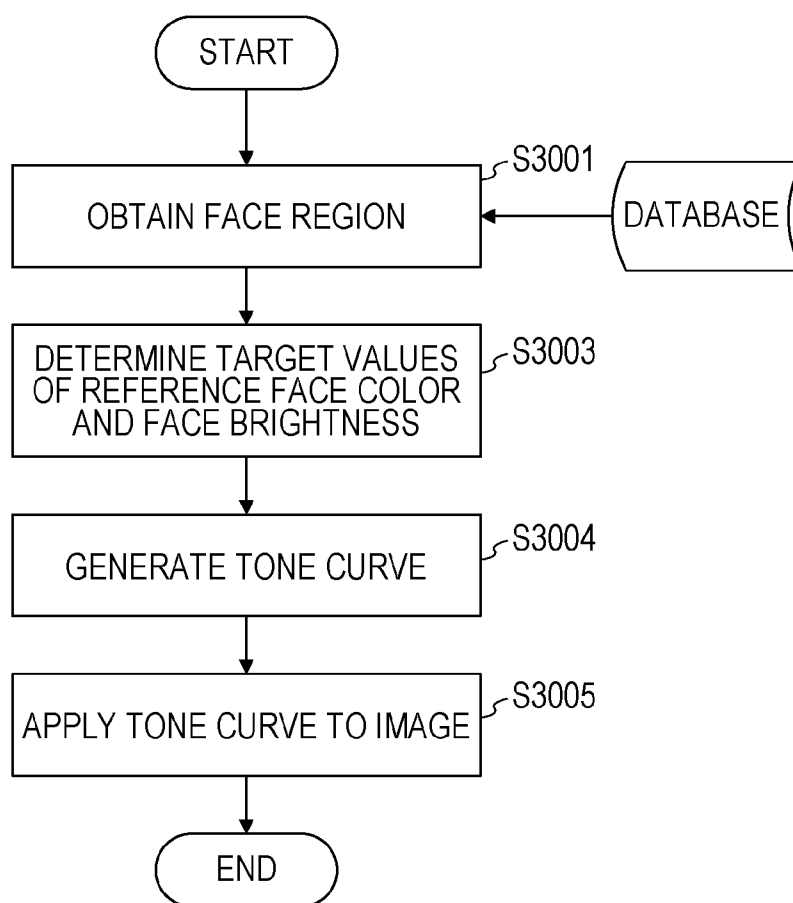 START
S3001
OBTAIN FACE REGION
DATABASE
S3003
DETERMINE TARGET VALUES
OF REFERENCE FACE COLOR
AND FACE BRIGHTNESS
S3004
GENERATE TONE CURVE
S3005
APPLY TONE CURVE TO IMAGE
END